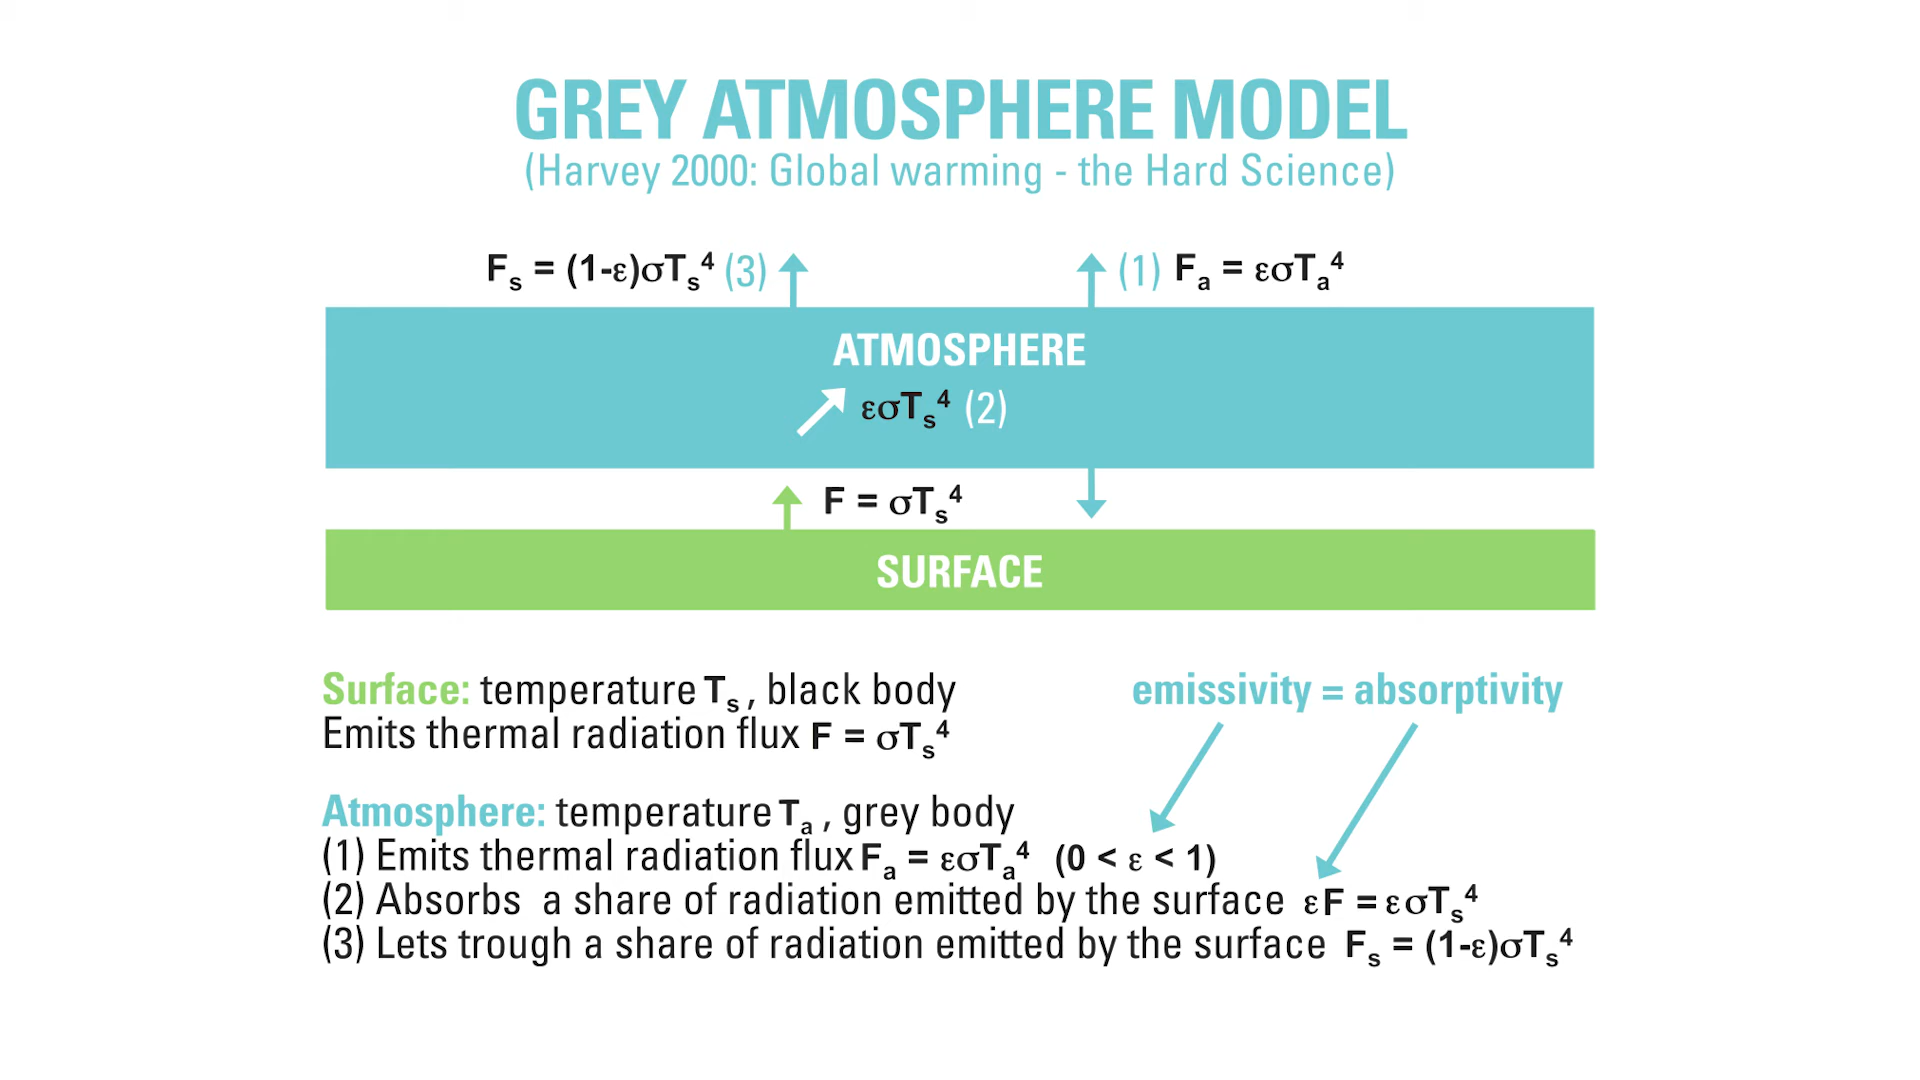 GREY ATMOSPHERE MODEL
(Harvey 2000: Global warming - the Hard Science)
Fₛ = (1-ε)σTₛ⁴ (3)
(1) Fₐ = εσTₐ⁴
ATMOSPHERE
εσTₛ⁴ (2)
F = σTₛ⁴
SURFACE
Surface: temperature Tₛ, black body
Emits thermal radiation flux F = σTₛ⁴
emissivity = absorptivity
Atmosphere: temperature Tₐ, grey body
(1) Emits thermal radiation flux Fₐ = εσTₐ⁴ (0 < ε < 1)
(2) Absorbs a share of radiation emitted by the surface εF = εσTₛ⁴
(3) Lets trough a share of radiation emitted by the surface Fₛ = (1-ε)σTₛ⁴